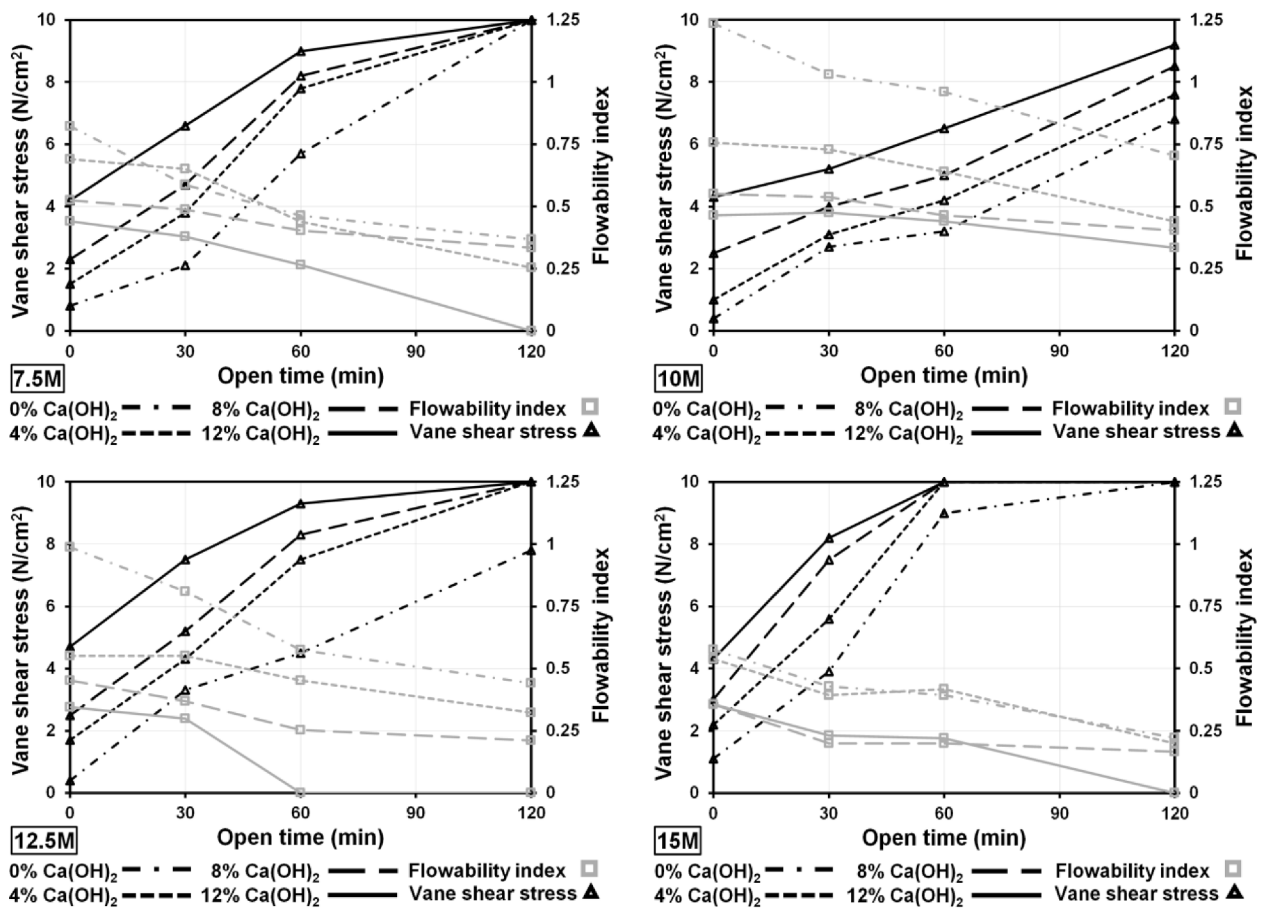 Vane shear stress (N/cm²)
10
8
6
4
2
0
1.25
1
0.75
0.5
0.25
0
Flowability index
0 30 60 90 120
Open time (min)
7.5M
0% Ca(OH)₂ 8% Ca(OH)₂ Flowability index
4% Ca(OH)₂ 12% Ca(OH)₂ Vane shear stress
Vane shear stress (N/cm²)
10
8
6
4
2
0
1.25
1
0.75
0.5
0.25
0
Flowability index
0 30 60 90 120
Open time (min)
10M
0% Ca(OH)₂ 8% Ca(OH)₂ Flowability index
4% Ca(OH)₂ 12% Ca(OH)₂ Vane shear stress
Vane shear stress (N/cm²)
10
8
6
4
2
0
1.25
1
0.75
0.5
0.25
0
Flowability index
0 30 60 90 120
Open time (min)
12.5M
0% Ca(OH)₂ 8% Ca(OH)₂ Flowability index
4% Ca(OH)₂ 12% Ca(OH)₂ Vane shear stress
Vane shear stress (N/cm²)
10
8
6
4
2
0
1.25
1
0.75
0.5
0.25
0
Flowability index
0 30 60 90 120
Open time (min)
15M
0% Ca(OH)₂ 8% Ca(OH)₂ Flowability index
4% Ca(OH)₂ 12% Ca(OH)₂ Vane shear stress